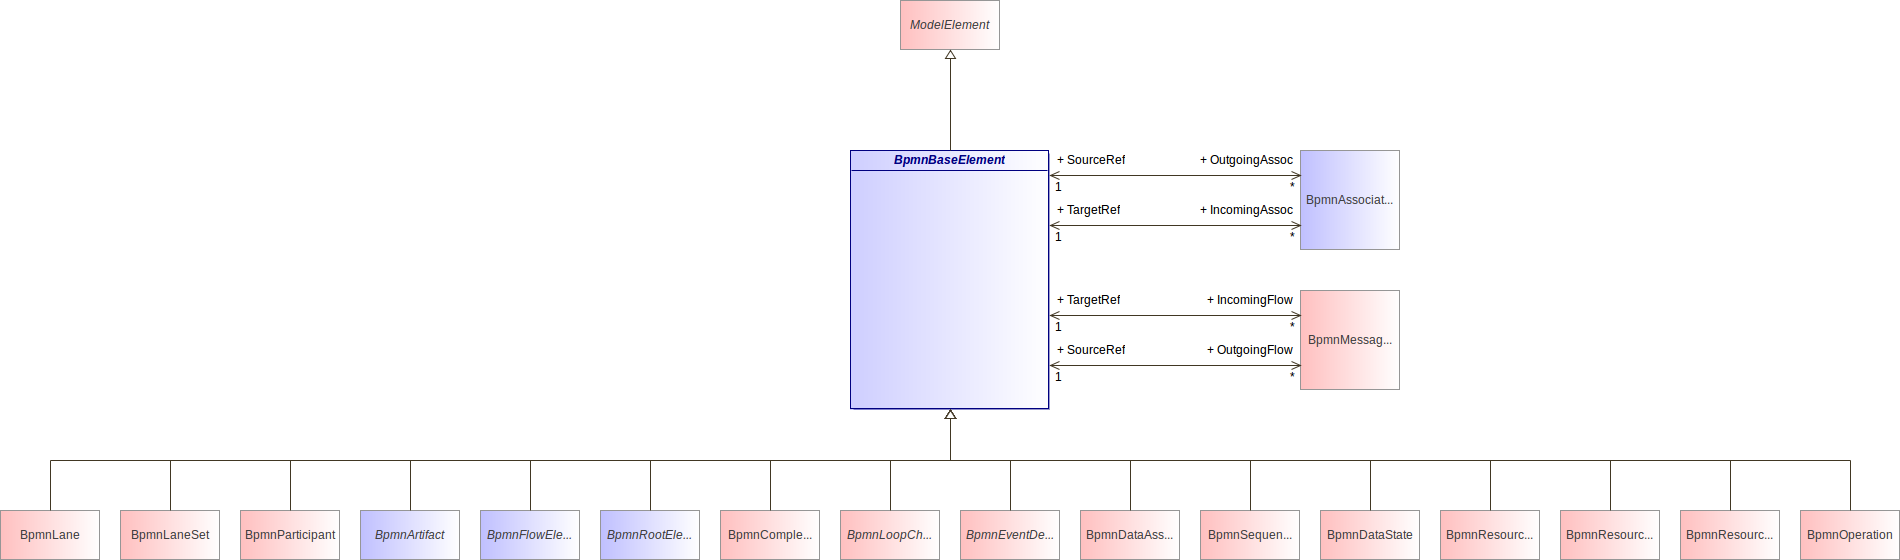 ModelElement
BpmnBaseElement
+ SourceRef
+ OutgoingAssoc
1
*
+ TargetRef
+ IncomingAssoc
1
*
BpmnAssociat...
+ TargetRef
+ IncomingFlow
1
*
+ SourceRef
+ OutgoingFlow
1
*
BpmnMessag...
BpmnLane
BpmnLaneSet
BpmnParticipant
BpmnArtifact
BpmnFlowEle...
BpmnRootEle...
BpmnComple...
BpmnLoopCh...
BpmnEventDe...
BpmnDataAss...
BpmnSequen...
BpmnDataState
BpmnResourc...
BpmnResourc...
BpmnResourc...
BpmnOperation